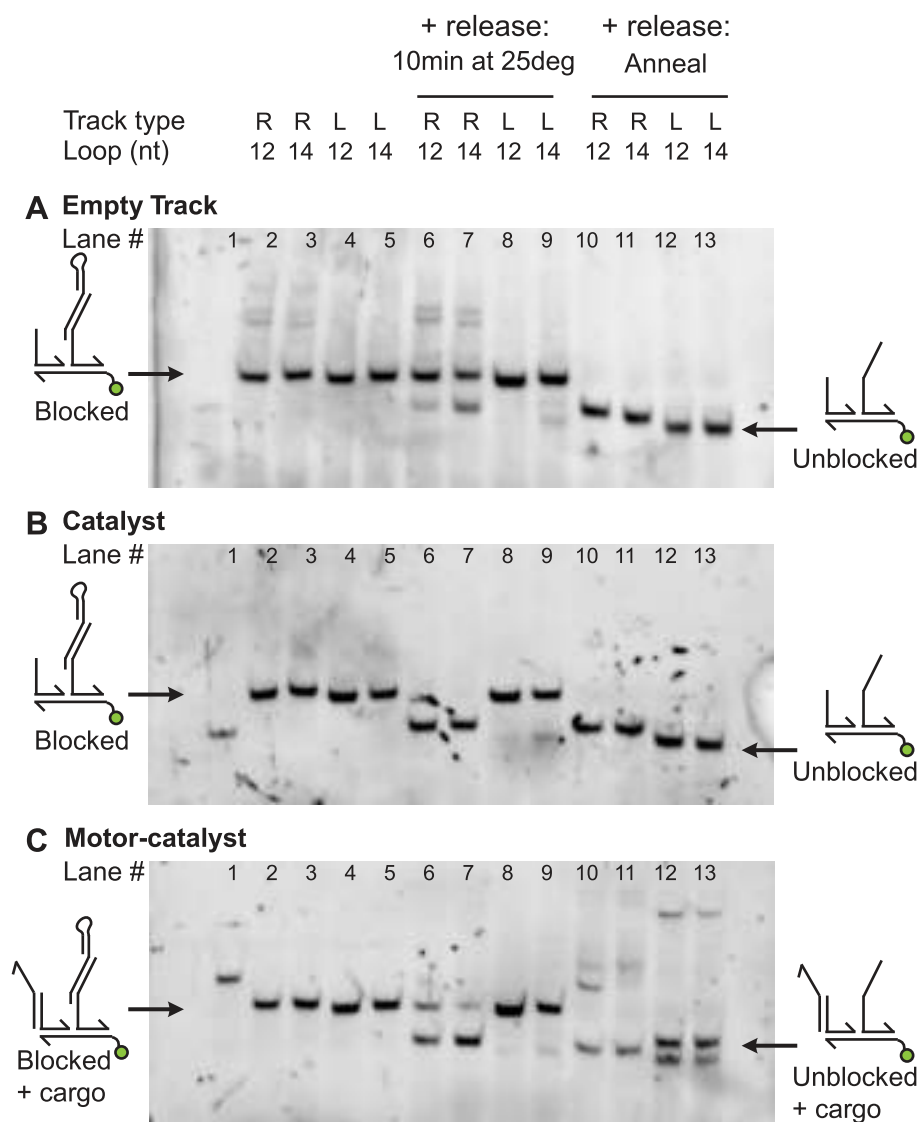 + release: + release:
10min at 25deg Anneal
Track type R R L L R R L L R R L L
Loop (nt) 12 14 12 14 12 14 12 14 12 14 12 14
A Empty Track
Lane # 1 2 3 4 5 6 7 8 9 10 11 12 13
Blocked
Unblocked
B Catalyst
Lane # 1 2 3 4 5 6 7 8 9 10 11 12 13
Blocked
Unblocked
C Motor-catalyst
Lane # 1 2 3 4 5 6 7 8 9 10 11 12 13
Blocked
+ cargo
Unblocked
+ cargo